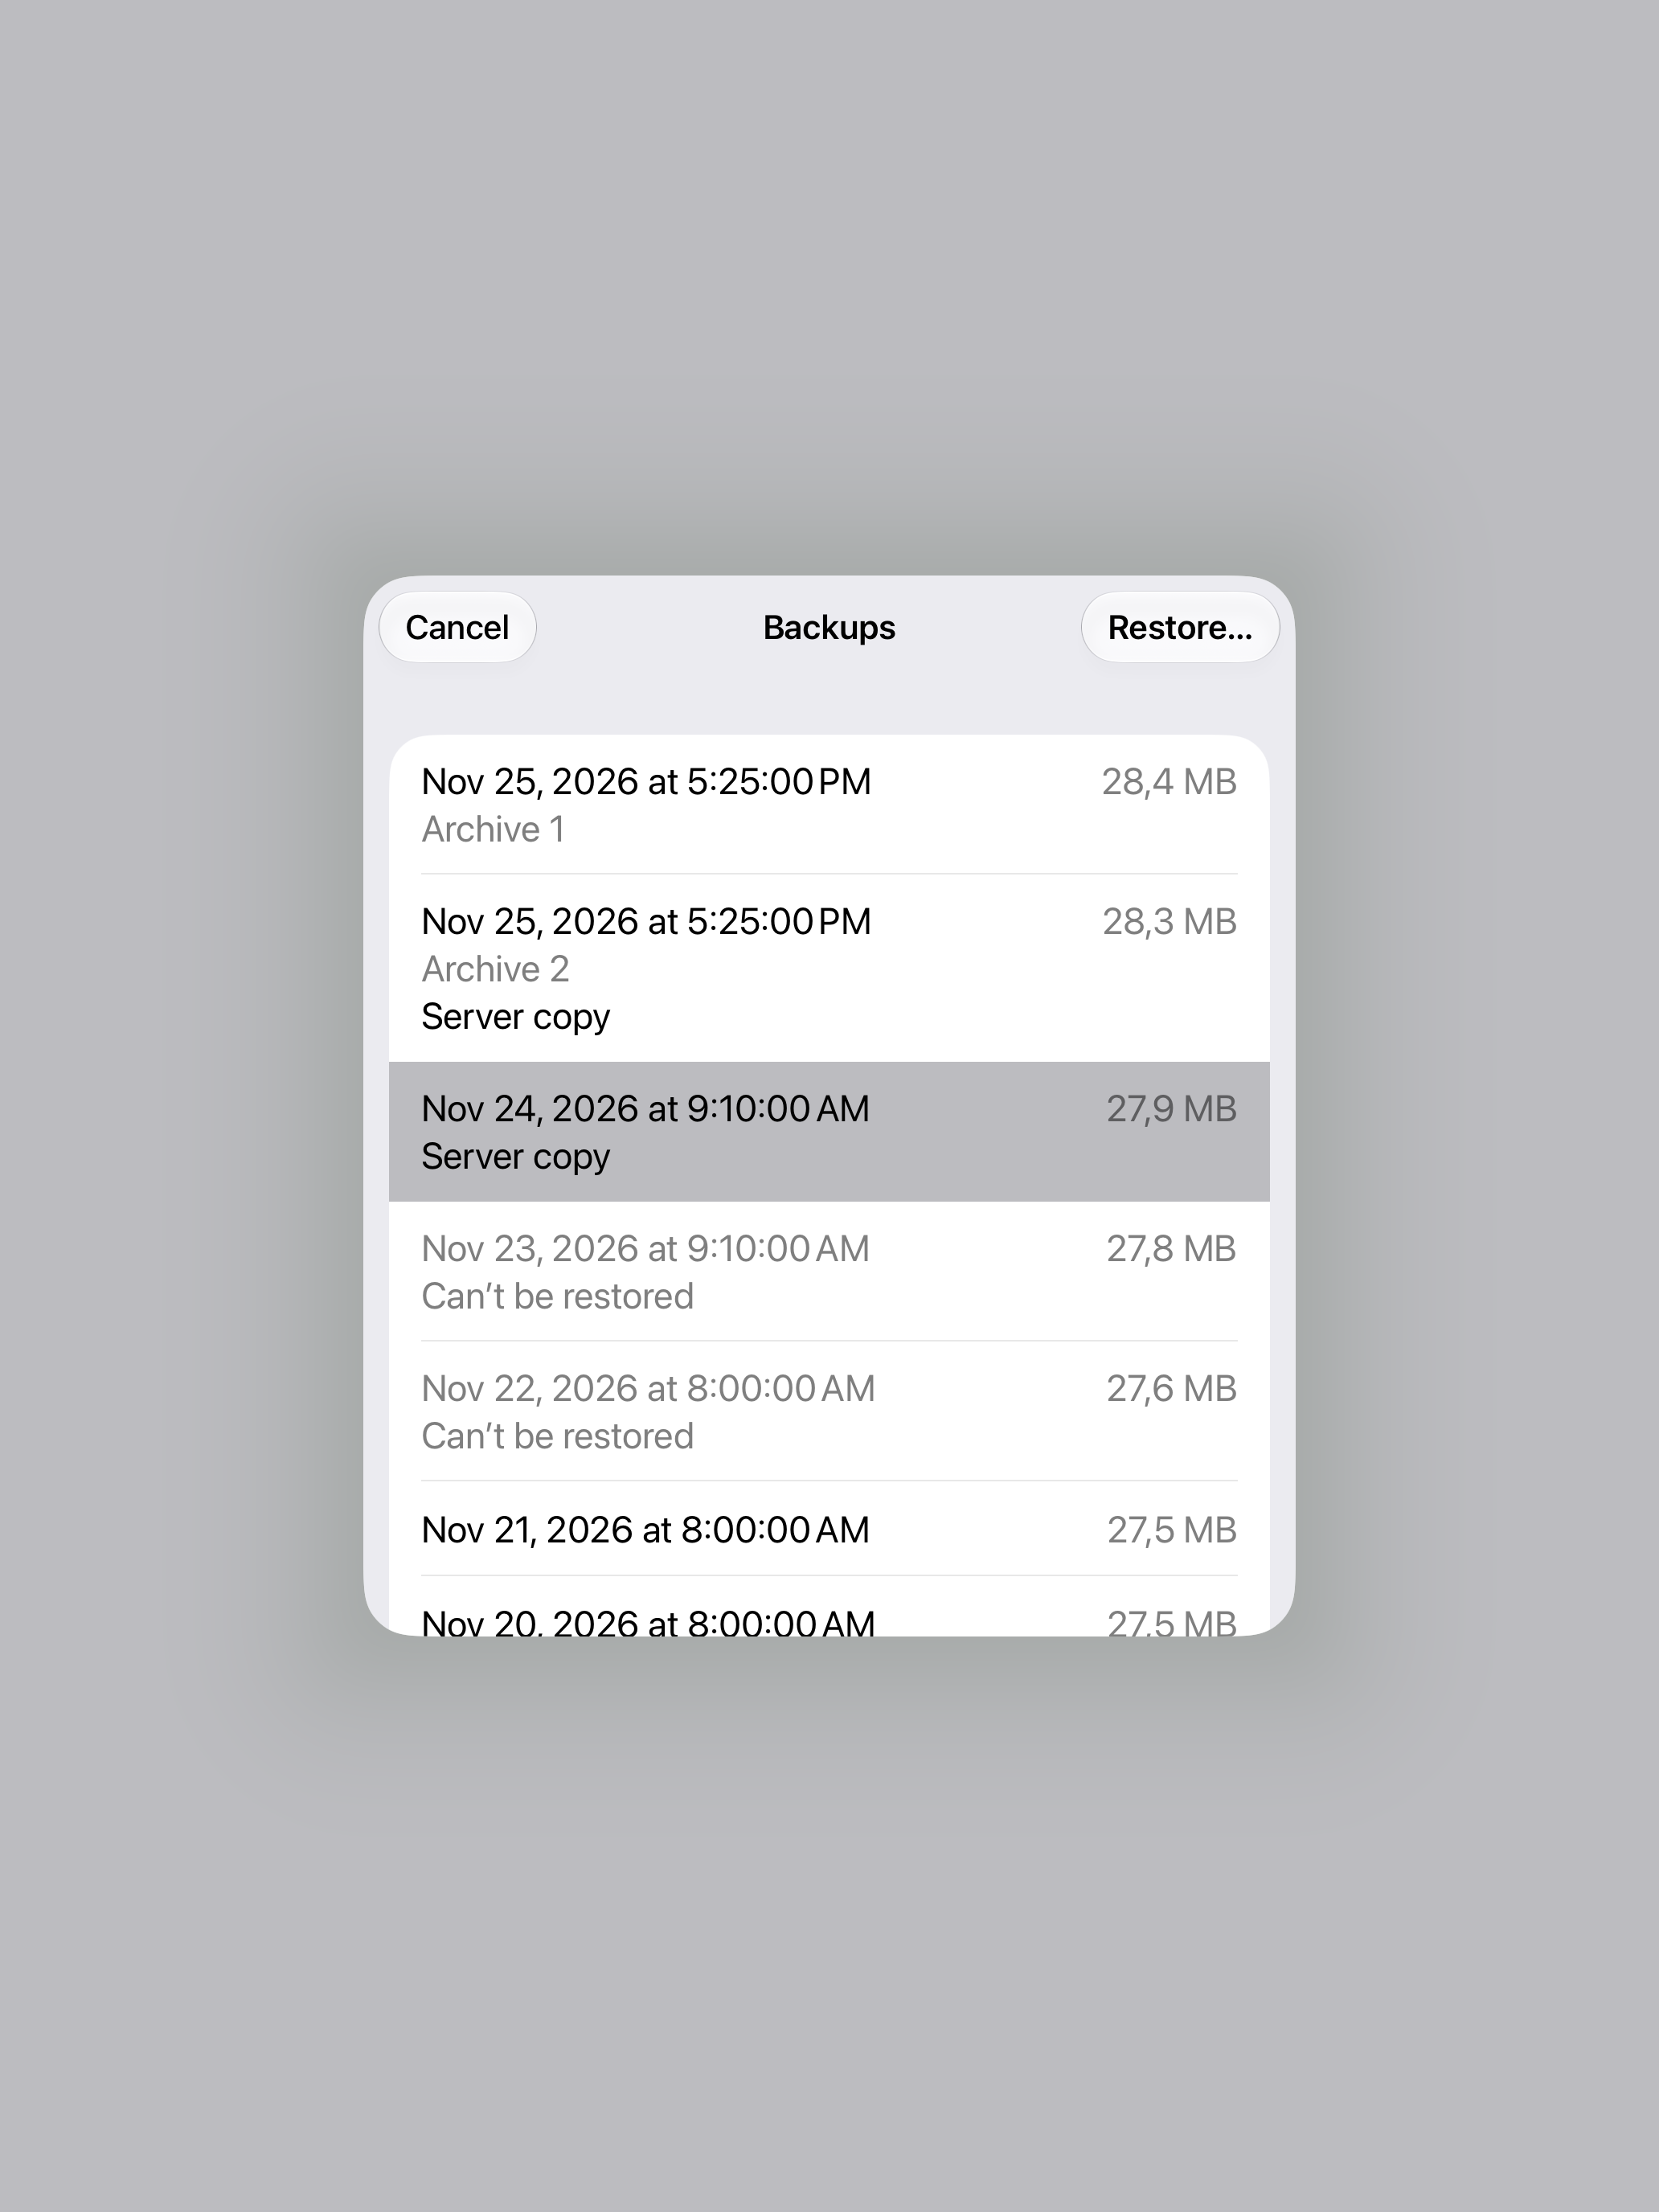 Cancel Backups Restore...
Nov 25, 2026 at 5:25:00 PM 28,4 MB
Archive 1
Nov 25, 2026 at 5:25:00 PM 28,3 MB
Archive 2
Server copy
Nov 24, 2026 at 9:10:00 AM 27,9 MB
Server copy
Nov 23, 2026 at 9:10:00 AM 27,8 MB
Can’t be restored
Nov 22, 2026 at 8:00:00 AM 27,6 MB
Can’t be restored
Nov 21, 2026 at 8:00:00 AM 27,5 MB
Nov 20, 2026 at 8:00:00 AM 27,5 MB